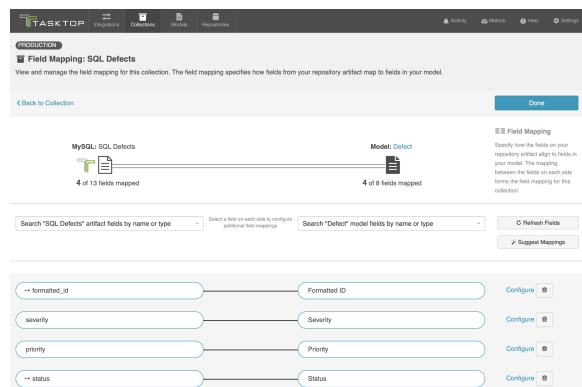 TASKTOP
Integrations
Collections
Models
Repositories
Activity
Metrics
Help
Settings
PRODUCTION
Field Mapping: SQL Defects
View and manage the field mapping for this collection. The field mapping specifies how fields from your repository artifact map to fields in your model.
Back to Collection
Done
MySQL: SQL Defects
Model: Defect
4 of 13 fields mapped
4 of 8 fields mapped
Field Mapping
Specify how the fields on your
repository artifact align to fields in
your model. The mapping
between the fields on each side
forms the field mapping for this
collection.
Search "SQL Defects" artifact fields by name or type
Select a field on each side to configure
additional field mappings
Search "Defect" model fields by name or type
Refresh Fields
Suggest Mappings
↔ formatted_id
Formatted ID
Configure
severity
Severity
Configure
priority
Priority
Configure
↔ status
Status
Configure